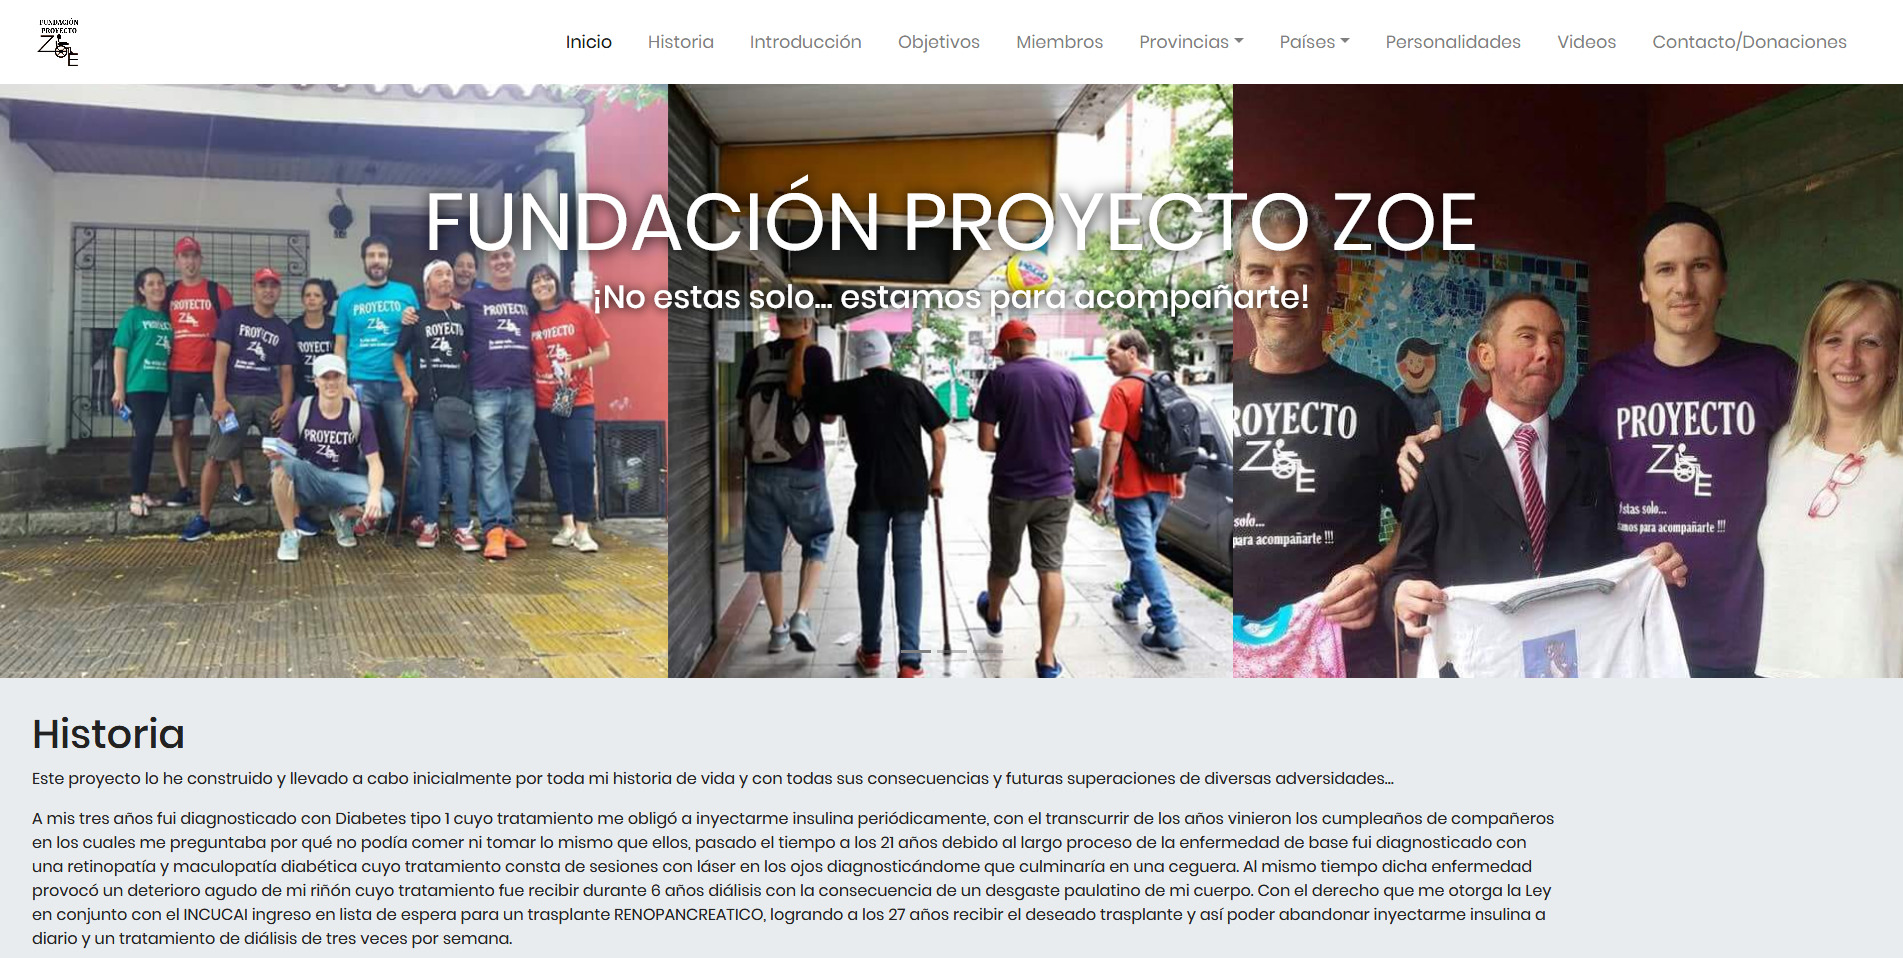 FUNDACIÓN
PROYECTO
ZOE
Inicio Historia Introducción Objetivos Miembros Provincias Países Personalidades Videos Contacto/Donaciones
FUNDACIÓN PROYECTO ZOE
¡No estas solo... estamos para acompañarte!
PROYECTO
ZOE
PROYECTO
ZOE
PROYECTO
ZOE
PROYECTO
ZOE
PROYECTO
ZOE
PROYECTO
ZOE
ROYECTO
ZOE
solo...
para acompañarte !!!
PROYECTO
ZOE
stas solo...
mos para acompañarte !!!
Historia
Este proyecto lo he construido y llevado a cabo inicialmente por toda mi historia de vida y con todas sus consecuencias y futuras superaciones de diversas adversidades...
A mis tres años fui diagnosticado con Diabetes tipo 1 cuyo tratamiento me obligó a inyectarme insulina periódicamente, con el transcurrir de los años vinieron los cumpleaños de compañeros
en los cuales me preguntaba por qué no podía comer ni tomar lo mismo que ellos, pasado el tiempo a los 21 años debido al largo proceso de la enfermedad de base fui diagnosticado con
una retinopatía y maculopatía diabética cuyo tratamiento consta de sesiones con láser en los ojos diagnosticándome que culminaría en una ceguera. Al mismo tiempo dicha enfermedad
provocó un deterioro agudo de mi riñón cuyo tratamiento fue recibir durante 6 años diálisis con la consecuencia de un desgaste paulatino de mi cuerpo. Con el derecho que me otorga la Ley
en conjunto con el INCUCAI ingreso en lista de espera para un trasplante RENOPANCREATICO, logrando a los 27 años recibir el deseado trasplante y así poder abandonar inyectarme insulina a
diario y un tratamiento de diálisis de tres veces por semana.